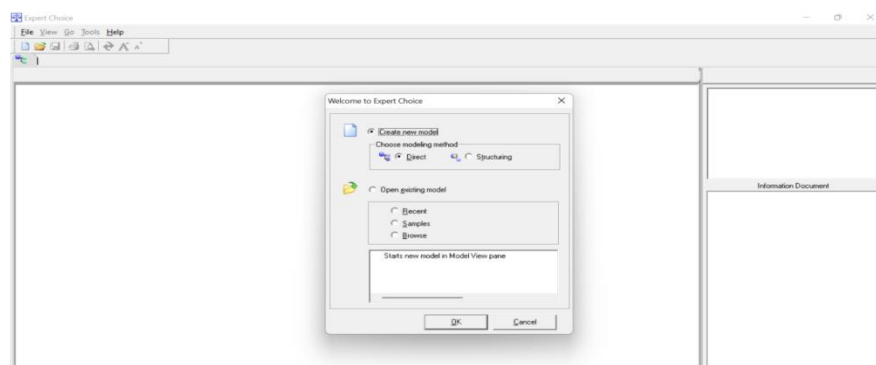 Expert Choice
File View Go Tools Help
Welcome to Expert Choice
Create new model
Choose modeling method
Direct Structuring
Open existing model
Recent
Samples
Browse
Starts new model in Model View pane
OK Cancel
Information Document